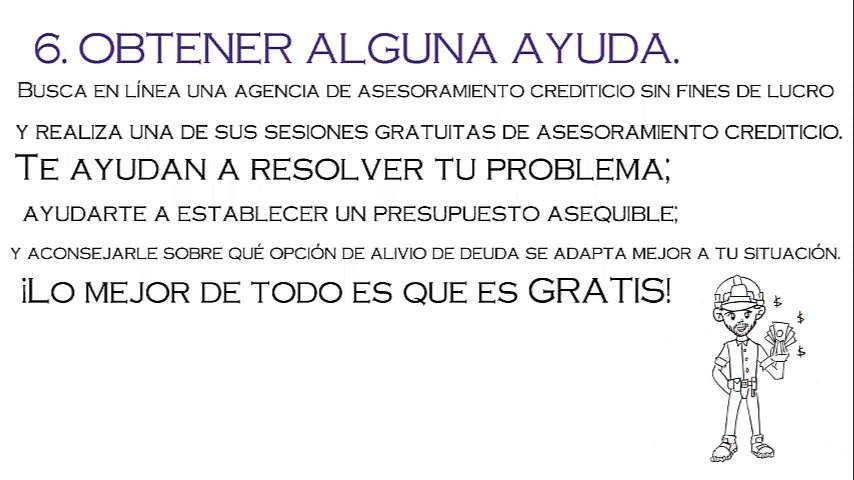 6. OBTENER ALGUNA AYUDA.
BUSCA EN LÍNEA UNA AGENCIA DE ASESORAMIENTO CREDITICIO SIN FINES DE LUCRO
Y REALIZA UNA DE SUS SESIONES GRATUITAS DE ASESORAMIENTO CREDITICIO.
TE AYUDAN A RESOLVER TU PROBLEMA;
AYUDARTE A ESTABLECER UN PRESUPUESTO ASEQUIBLE;
Y ACONSEJARLE SOBRE QUÉ OPCIÓN DE ALIVIO DE DEUDA SE ADAPTA MEJOR A TU SITUACIÓN.
¡LO MEJOR DE TODO ES QUE ES GRATIS!
$
$
$